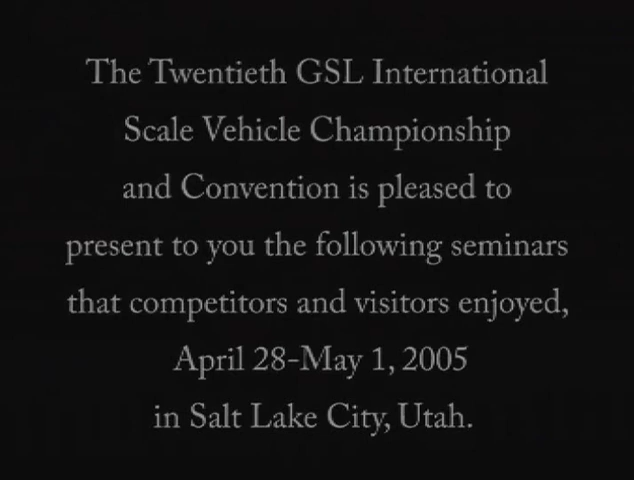 The Twentieth GSL International
Scale Vehicle Championship
and Convention is pleased to
present to you the following seminars
that competitors and visitors enjoyed,
April 28-May 1, 2005
in Salt Lake City, Utah.